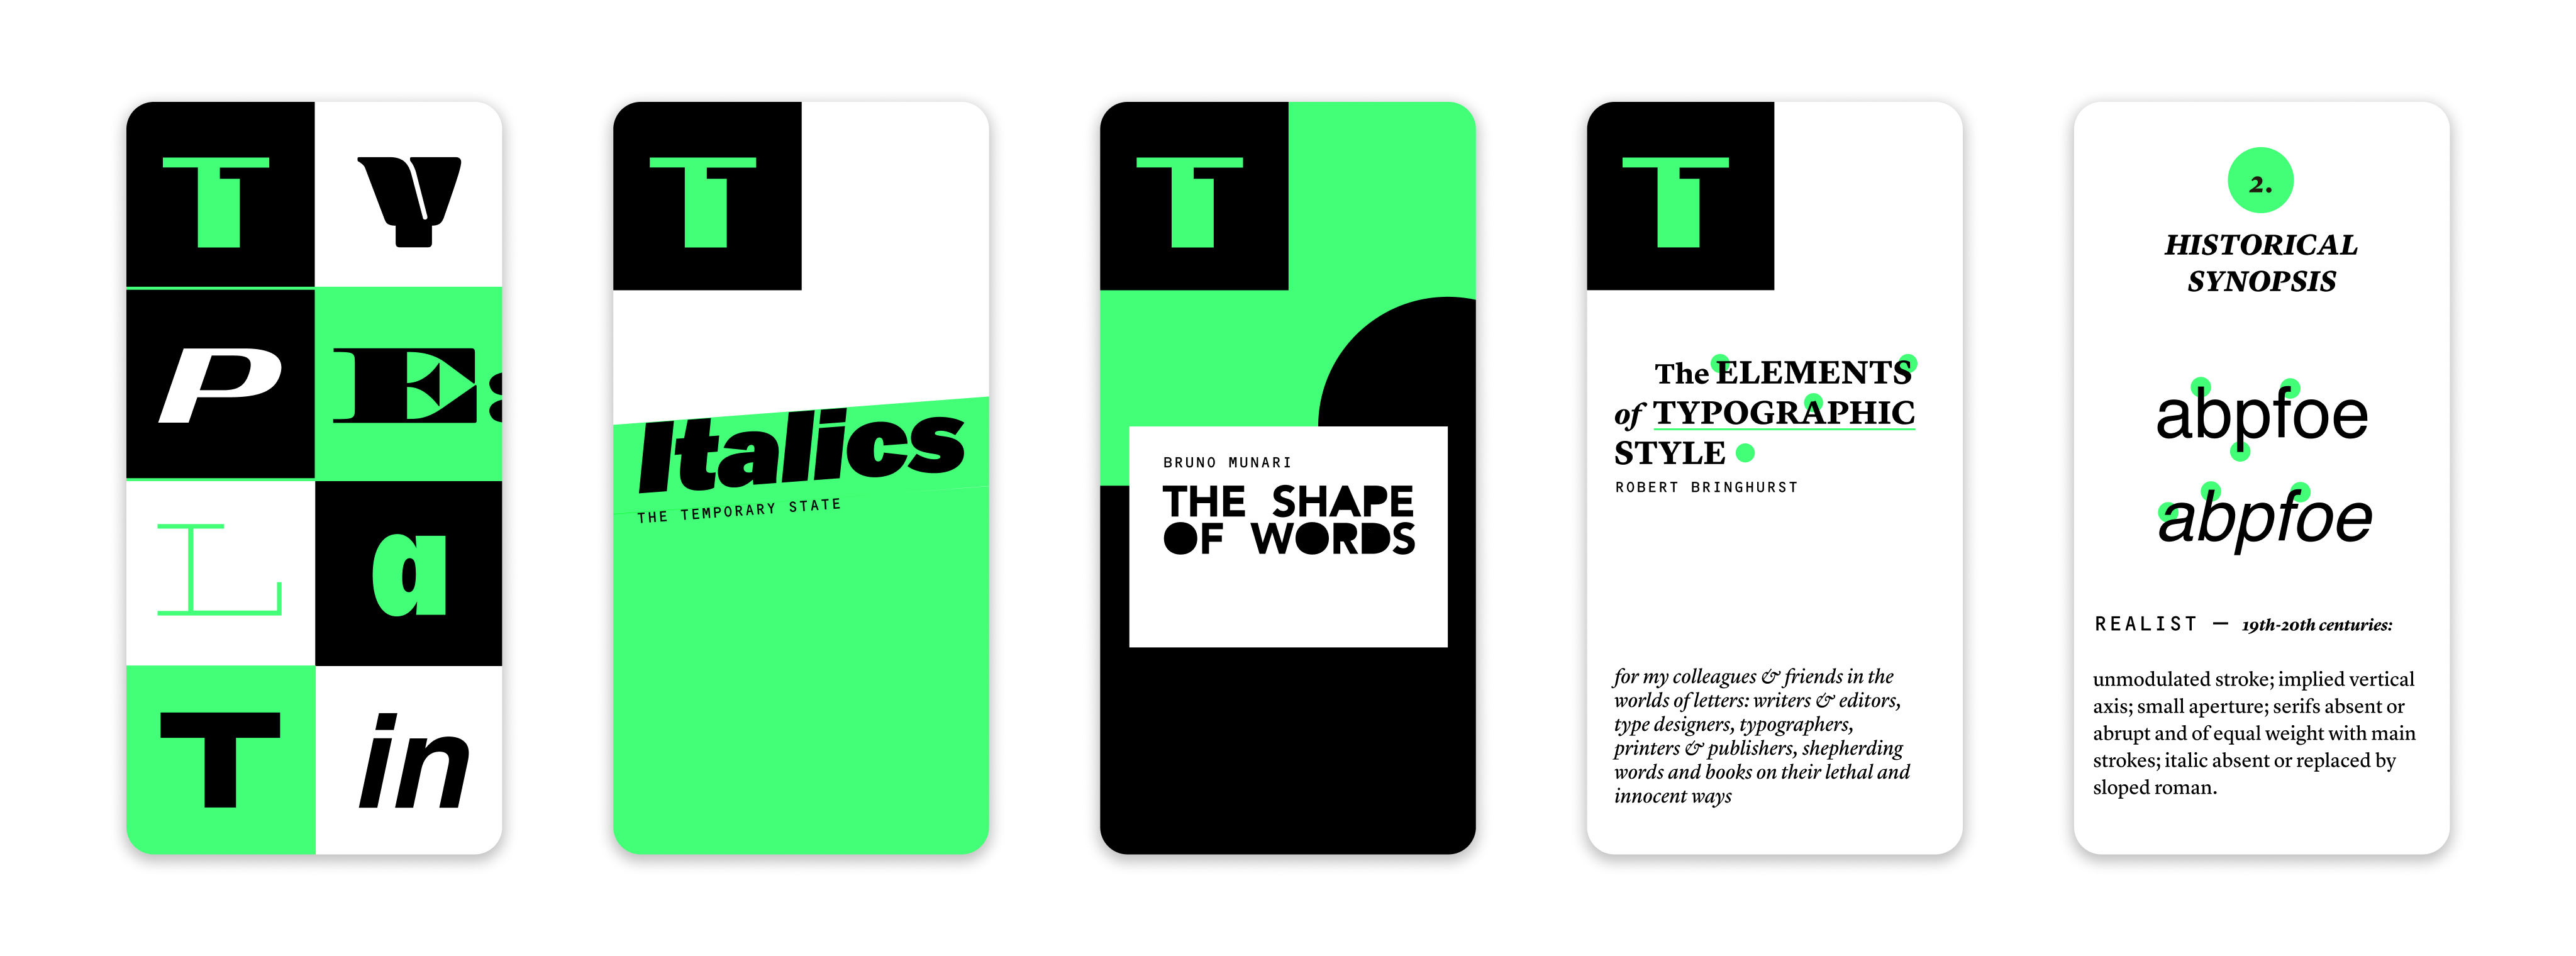 T Y
P E:
L a
T in
T
Italics
THE TEMPORARY STATE
T
BRUNO MUNARI
THE SHAPE
OF WORDS
T
The ELEMENTS
of TYPOGRAPHIC
STYLE
ROBERT BRINGHURST
for my colleagues & friends in the
worlds of letters: writers & editors,
type designers, typographers,
printers & publishers, shepherding
words and books on their lethal and
innocent ways
2.
HISTORICAL
SYNOPSIS
abpfoe
abpfoe
REALIST — 19th-20th centuries:
unmodulated stroke; implied vertical
axis; small aperture; serifs absent or
abrupt and of equal weight with main
strokes; italic absent or replaced by
sloped roman.